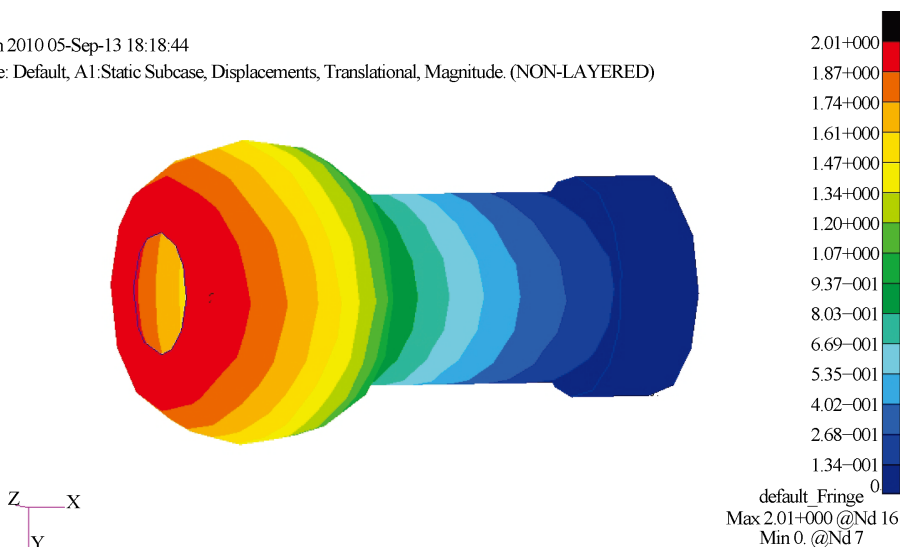 2010 05-Sep-13 18:18:44
Default, A1:Static Subcase, Displacements, Translational, Magnitude. (NON-LAYERED)
2.01+000
1.87+000
1.74+000
1.61+000
1.47+000
1.34+000
1.20+000
1.07+000
9.37−001
8.03−001
6.69−001
5.35−001
4.02−001
2.68−001
1.34−001
0.
default_Fringe
Max 2.01+000 @Nd 16
Min 0. @Nd 7
Z X
Y